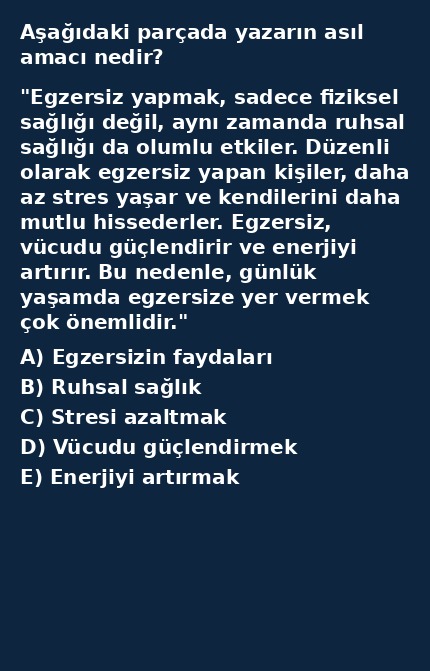 Aşağıdaki parçada yazarın asıl
amacı nedir?
"Egzersiz yapmak, sadece fiziksel
sağlığı değil, aynı zamanda ruhsal
sağlığı da olumlu etkiler. Düzenli
olarak egzersiz yapan kişiler, daha
az stres yaşar ve kendilerini daha
mutlu hissederler. Egzersiz,
vücudu güçlendirir ve enerjiyi
artırır. Bu nedenle, günlük
yaşamda egzersize yer vermek
çok önemlidir."
A) Egzersizin faydaları
B) Ruhsal sağlık
C) Stresi azaltmak
D) Vücudu güçlendirmek
E) Enerjiyi artırmak